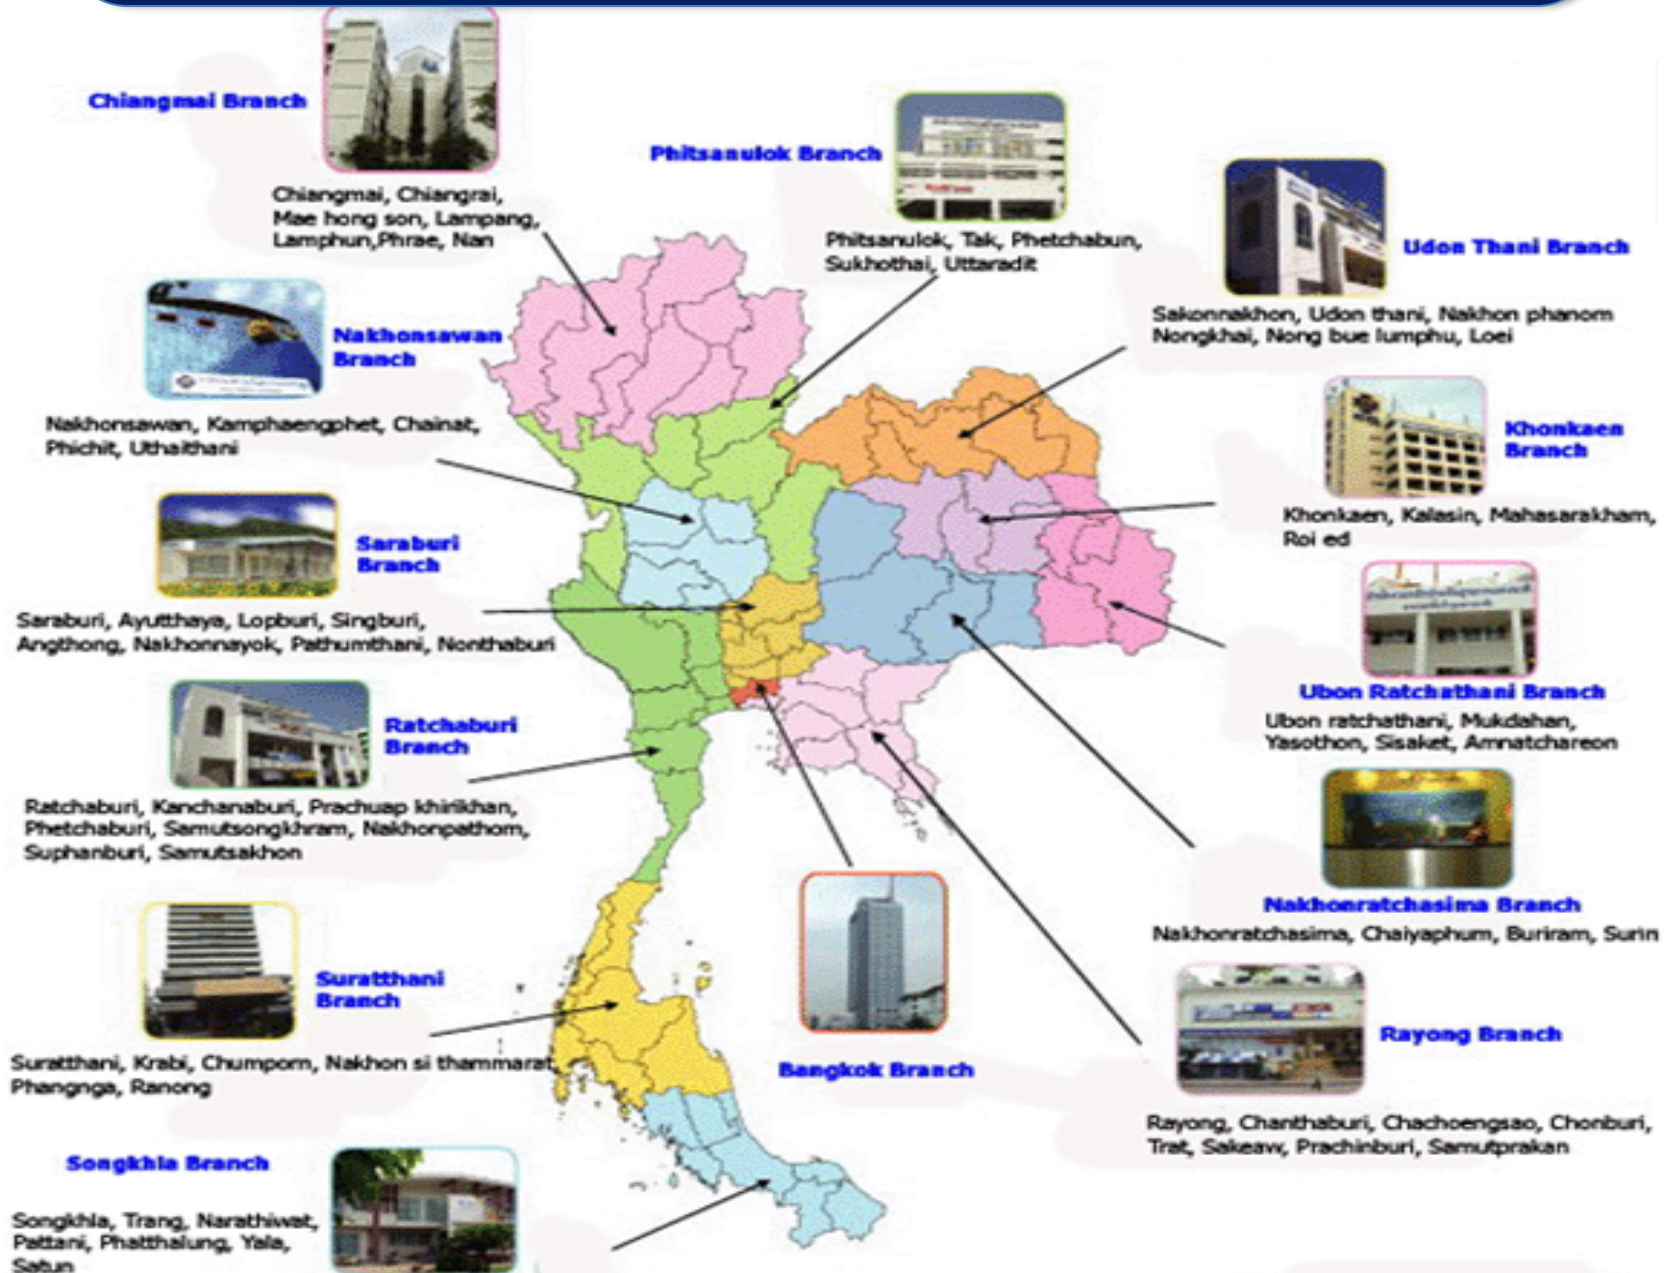 Chiangmai Branch
Chiangmai, Chiangrai,
Mae hong son, Lampang,
Lamphun,Phrae, Nan
Phitsanulok Branch
Phitsanulok, Tak, Phetchabun,
Sukhothai, Uttaradit
Udon Thani Branch
Sakonnakhon, Udon thani, Nakhon phanom
Nongkhai, Nong bue lumphu, Loei
Nakhonsawan
Branch
Nakhonsawan, Kamphaengphet, Chainat,
Phichit, Uthaithani
Khonkaen
Branch
Khonkaen, Kalasin, Mahasarakham,
Roi ed
Saraburi
Branch
Saraburi, Ayutthaya, Lopburi, Singburi,
Angthong, Nakhonnayok, Pathumthani, Nonthaburi
Ubon Ratchathani Branch
Ubon ratchathani, Mukdahan,
Yasothon, Sisaket, Amnatchareon
Ratchaburi
Branch
Ratchaburi, Kanchanaburi, Prachuap khirikhan,
Phetchaburi, Samutsongkhram, Nakhonpathom,
Suphanburi, Samutsakhon
Nakhonratchasima Branch
Nakhonratchasima, Chaiyaphum, Buriram, Surin
Suratthani
Branch
Suratthani, Krabi, Chumporn, Nakhon si thammarat
Phangnga, Ranong
Bangkok Branch
Rayong Branch
Rayong, Chanthaburi, Chachoengsao, Chonburi,
Trat, Sakeaw, Prachinburi, Samutprakan
Songkhla Branch
Songkhla, Trang, Narathiwat,
Pattani, Phatthalung, Yala,
Satun